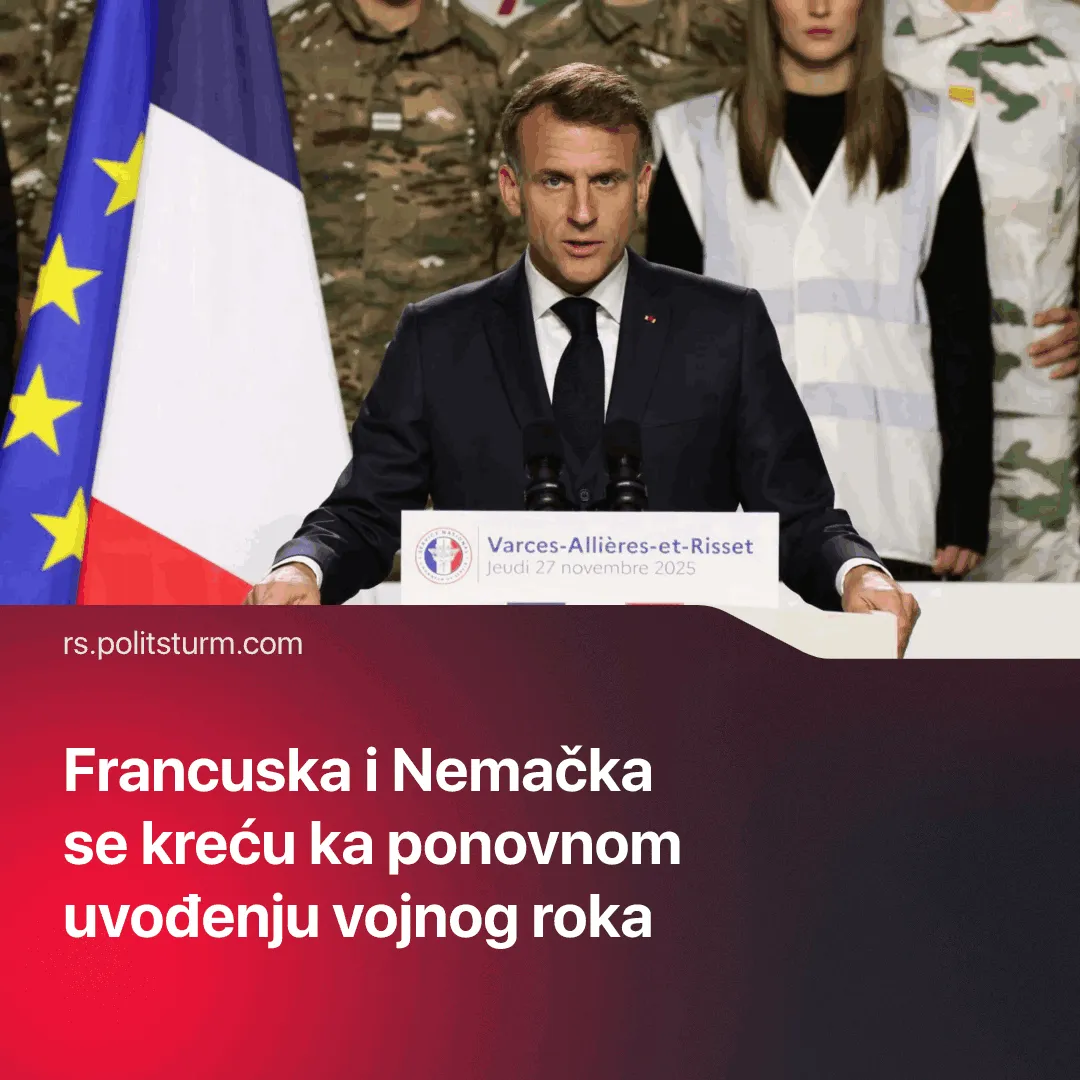 Varces-Allières-et-Risset
Jeudi 27 novembre 2025
rs.politsturm.com
Francuska i Nemačka
se kreću ka ponovnom
uvođenju vojnog roka